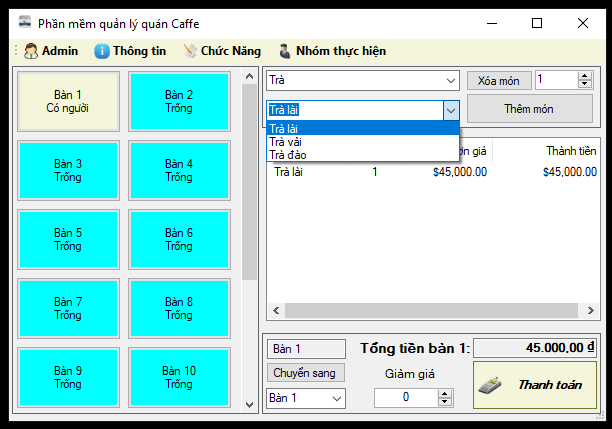 Phần mềm quản lý quán Caffe
Admin Thông tin Chức Năng Nhóm thực hiện
Bàn 1
Có người
Bàn 2
Trống
Bàn 3
Trống
Bàn 4
Trống
Bàn 5
Trống
Bàn 6
Trống
Bàn 7
Trống
Bàn 8
Trống
Bàn 9
Trống
Bàn 10
Trống
Trà
Xóa món
1
Trà lài
Thêm món
Trà lài
Trà vải
Trà đào
giá
Thành tiền
Trà lài 1 $45,000.00 $45,000.00
Bàn 1
Tổng tiền bàn 1:
45.000,00 ₫
Chuyển sang
Giảm giá
Bàn 1
0
Thanh toán